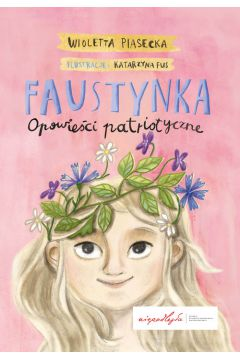 WIOLETTA PIASECKA
ILUSTRACJE: KATARZYNA FUS
FAUSTYNKA
Opowieści patriotyczne
niepodległa